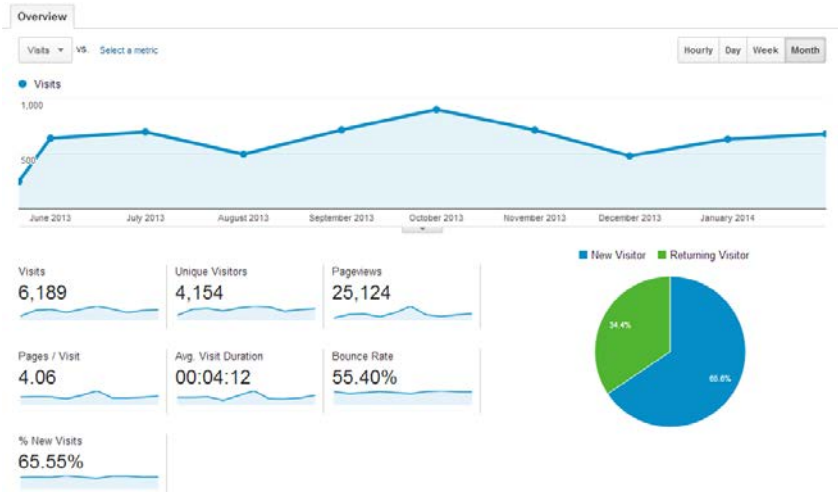 Overview
Visits VS. Select a metric Hourly Day Week Month
Visits
1,000
500
June 2013 July 2013 August 2013 September 2013 October 2013 November 2013 December 2013 January 2014
New Visitor Returning Visitor
Visits Unique Visitors Pageviews
6,189 4,154 25,124
34.4%
65.6%
Pages / Visit Avg. Visit Duration Bounce Rate
4.06 00:04:12 55.40%
% New Visits
65.55%